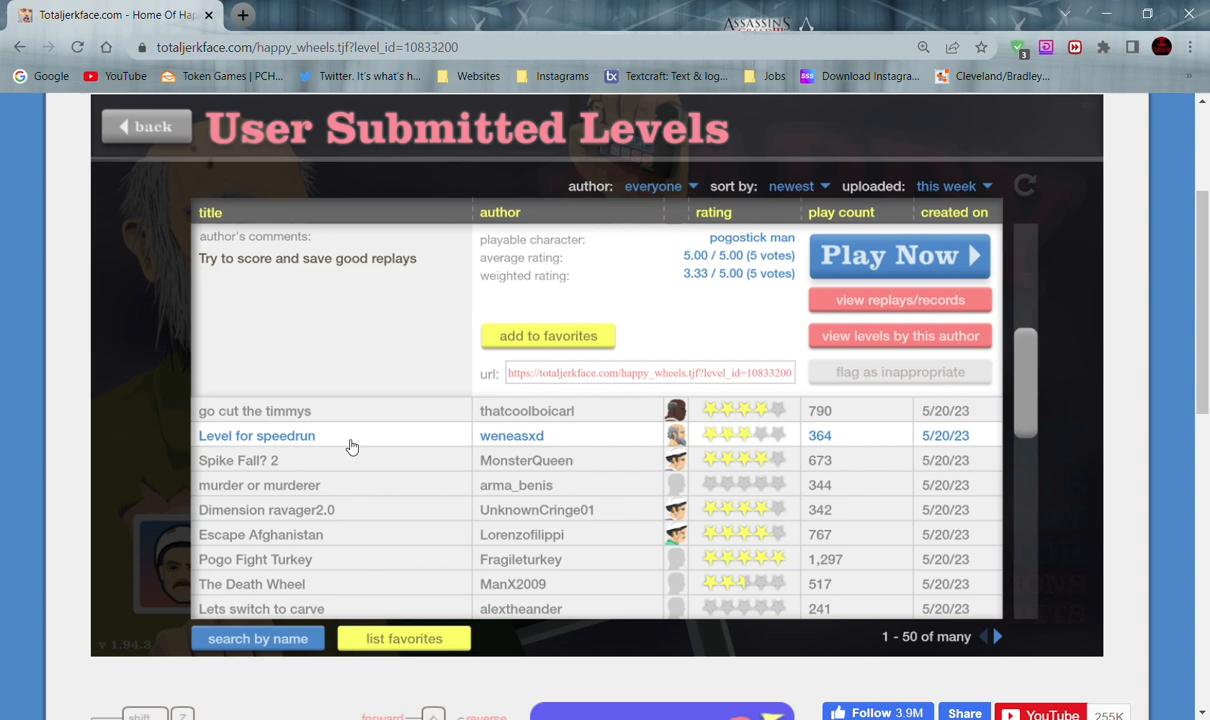 Totaljerkface.com - Home Of Hap
ASSASSIN'S
totaljerkface.com/happy_wheels.tjf?level_id=10833200
3
Google YouTube Token Games | PCH... Twitter. It's what's h... Websites Instagrams Textcraft: Text & log... Jobs Download Instagra... Cleveland/Bradley... »
back User Submitted Levels
author: everyone sort by: newest uploaded: this week
title author rating play count created on
author's comments:
Try to score and save good replays
playable character: pogostick man
average rating: 5.00 / 5.00 (5 votes)
weighted rating: 3.33 / 5.00 (5 votes)
Play Now
view replays/records
add to favorites view levels by this author
url: https://totaljerkface.com/happy_wheels.tjf?level_id=10833200 flag as inappropriate
go cut the timmys thatcoolboicarl 790 5/20/23
Level for speedrun weneasxd 364 5/20/23
Spike Fall? 2 MonsterQueen 673 5/20/23
murder or murderer arma_benis 344 5/20/23
Dimension ravager2.0 UnknownCringe01 342 5/20/23
Escape Afghanistan Lorenzofilippi 767 5/20/23
Pogo Fight Turkey Fragileturkey 1,297 5/20/23
The Death Wheel ManX2009 517 5/20/23
Lets switch to carve alextheander 241 5/20/23
search by name list favorites 1 - 50 of many
v 1.94.3
shift Z forward reverse Follow 3.9M Share YouTube 255K